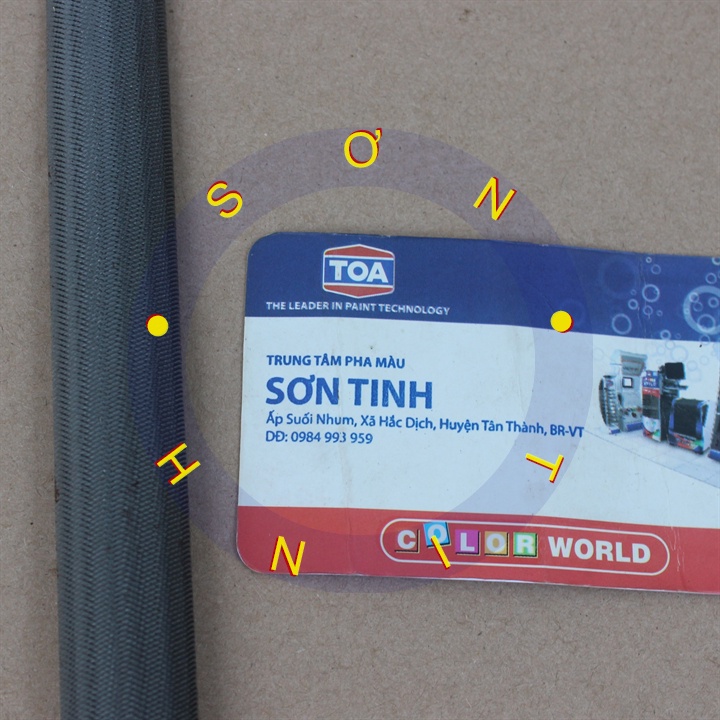 SƠN TINH
TOA
THE LEADER IN PAINT TECHNOLOGY
TRUNG TÂM PHA MÀU
SƠN TINH
Ấp Suối Nhum, Xã Hắc Dịch, Huyện Tân Thành, BR-VT
DĐ: 0984 993 959
COLOR WORLD